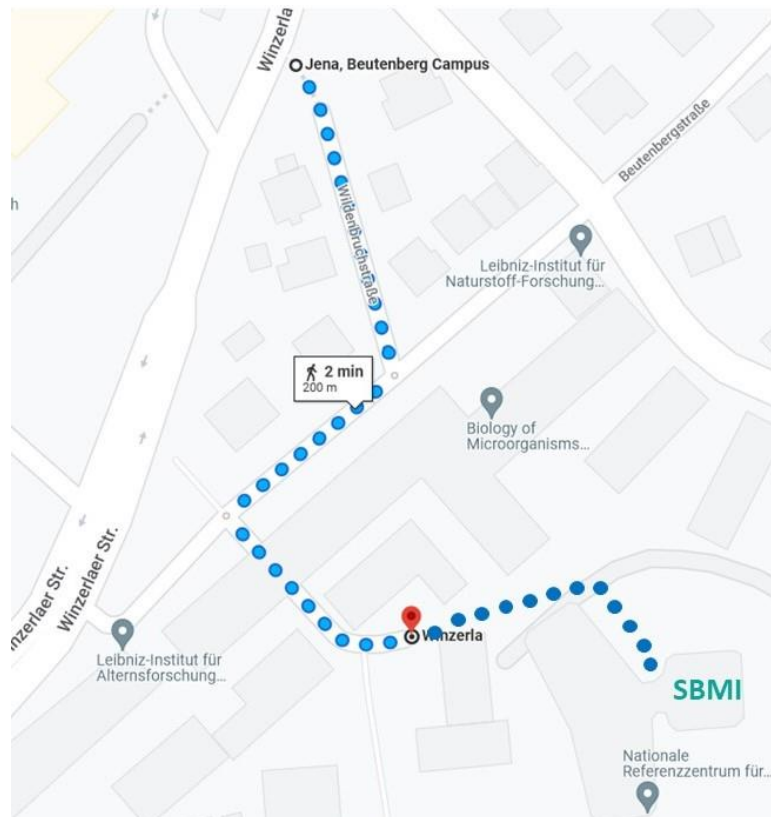 Winzerla
Jena, Beutenberg Campus
Beutenbergstraße
h
Wildenbruchstraße
Leibniz-Institut für
Naturstoff-Forschung...
2 min
200 m
Biology of
Microorganisms...
Winzerlaer Str.
nzerlaer Str.
Winzerla
Leibniz-Institut für
Alternsforschung...
SBMI
Nationale
Referenzzentrum für...